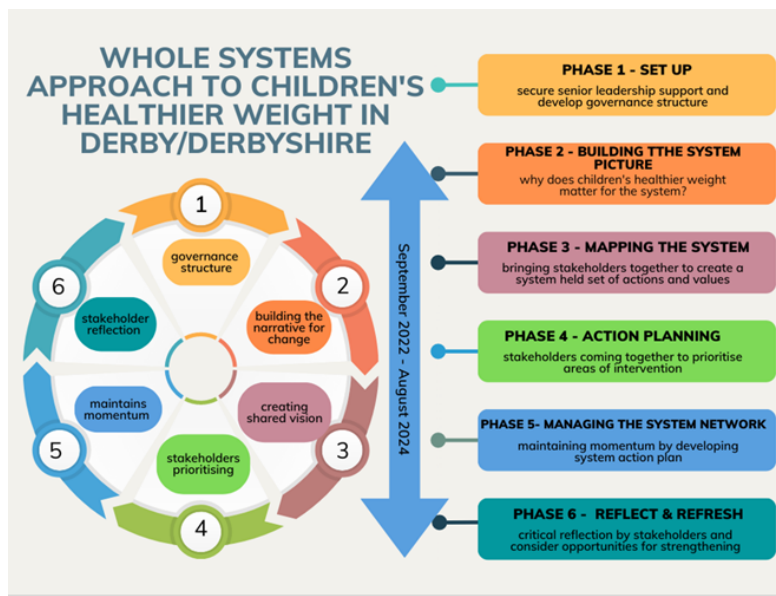 WHOLE SYSTEMS
APPROACH TO CHILDREN'S
HEALTHIER WEIGHT IN
DERBY/DERBYSHIRE
1
governance
structure
2
building the
narrative for
change
3
creating
shared vision
4
stakeholders
prioritising
5
maintains
momentum
6
stakeholder
reflection
September 2022 - August 2024
PHASE 1 - SET UP
secure senior leadership support and
develop governance structure
PHASE 2 - BUILDING TTHE SYSTEM
PICTURE
why does children's healthier weight
matter for the system?
PHASE 3 - MAPPING THE SYSTEM
bringing stakeholders together to create a
system held set of actions and values
PHASE 4 - ACTION PLANNING
stakeholders coming together to prioritise
areas of intervention
PHASE 5- MANAGING THE SYSTEM NETWORK
maintaining momentum by developing
system action plan
PHASE 6 - REFLECT & REFRESH
critical reflection by stakeholders and
consider opportunities for strengthening